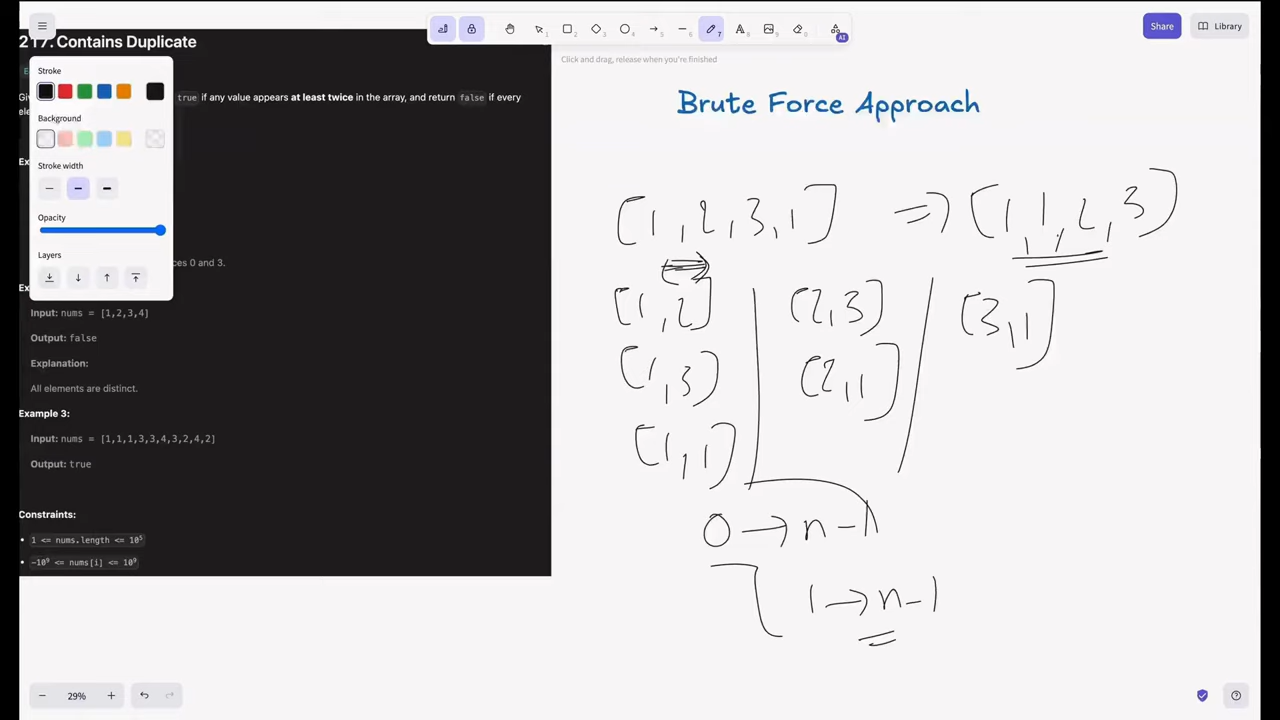 217. Contains Duplicate
Share
Library
Click and drag, release when you're finished
Stroke
Background
Stroke width
Opacity
Layers
true if any value appears at least twice in the array, and return false if every
ces 0 and 3.
Input: nums = [1,2,3,4]
Output: false
Explanation:
All elements are distinct.
Example 3:
Input: nums = [1,1,1,3,3,4,3,2,4,2]
Output: true
Constraints:
1 <= nums.length <= 10⁵
-10⁹ <= nums[i] <= 10⁹
Brute Force Approach
[1,2,3,1] => [1,1,2,3]
[1,2] [2,3] [3,1]
[1,3] [2,1]
[1,1]
0 → n-1
1 → n-1
29%
AI